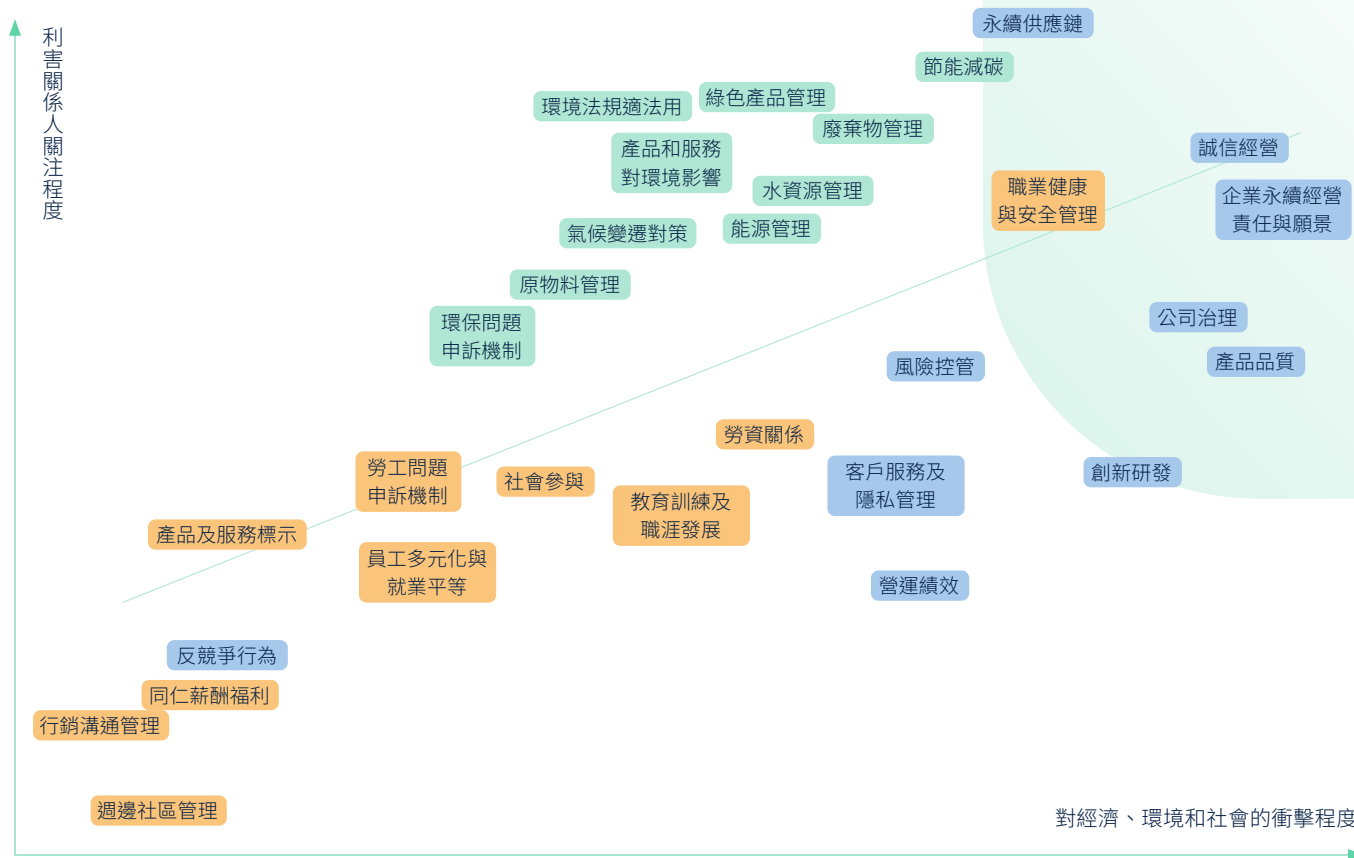 永續供應鏈
利害關係人關注程度
節能減碳
綠色產品管理
環境法規適法用
廢棄物管理
產品和服務
對環境影響
誠信經營
職業健康
與安全管理
水資源管理
企業永續經營
責任與願景
能源管理
氣候變遷對策
原物料管理
公司治理
環保問題
申訴機制
產品品質
風險控管
勞資關係
勞工問題
申訴機制
客戶服務及
隱私管理
創新研發
社會參與
教育訓練及
職涯發展
產品及服務標示
員工多元化與
就業平等
營運績效
反競爭行為
同仁薪酬福利
行銷溝通管理
週邊社區管理
對經濟、環境和社會的衝擊程度